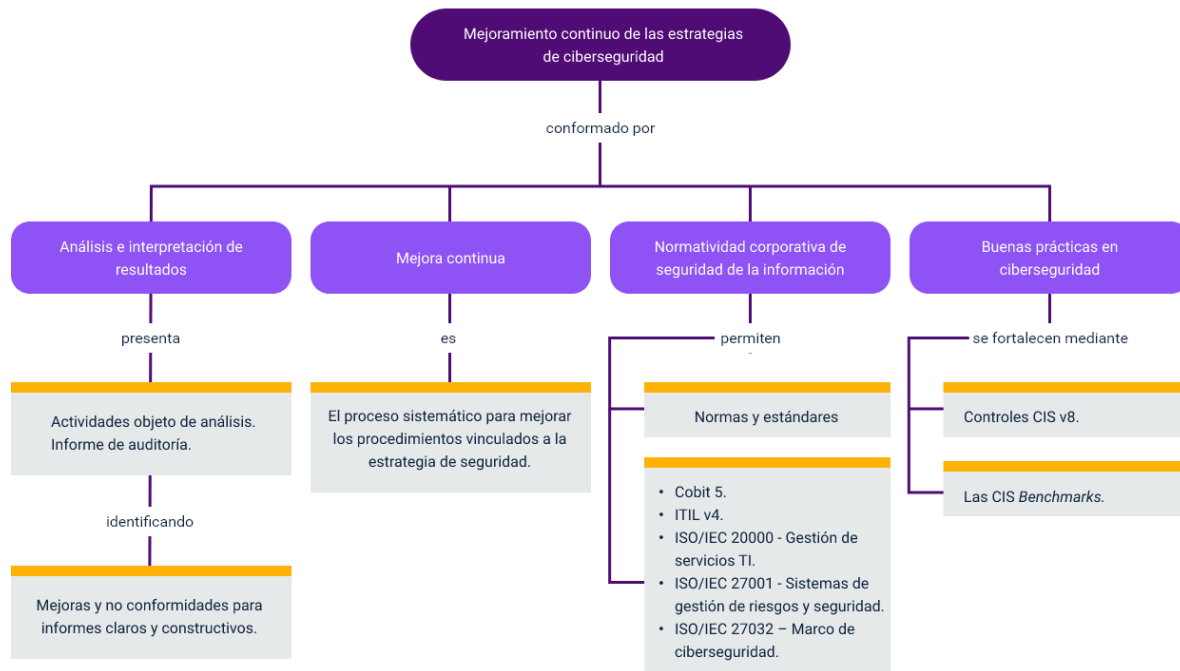 Mejoramiento continuo de las estrategias
de ciberseguridad
conformado por
Análisis e interpretación de
resultados
presenta
Actividades objeto de análisis.
Informe de auditoría.
identificando
Mejoras y no conformidades para
informes claros y constructivos.
Mejora continua
es
El proceso sistemático para mejorar
los procedimientos vinculados a la
estrategia de seguridad.
Normatividad corporativa de
seguridad de la información
permiten
Normas y estándares
• Cobit 5.
• ITIL v4.
• ISO/IEC 20000 - Gestión de
servicios TI.
• ISO/IEC 27001 - Sistemas de
gestión de riesgos y seguridad.
• ISO/IEC 27032 – Marco de
ciberseguridad.
Buenas prácticas en
ciberseguridad
se fortalecen mediante
Controles CIS v8.
Las CIS Benchmarks.